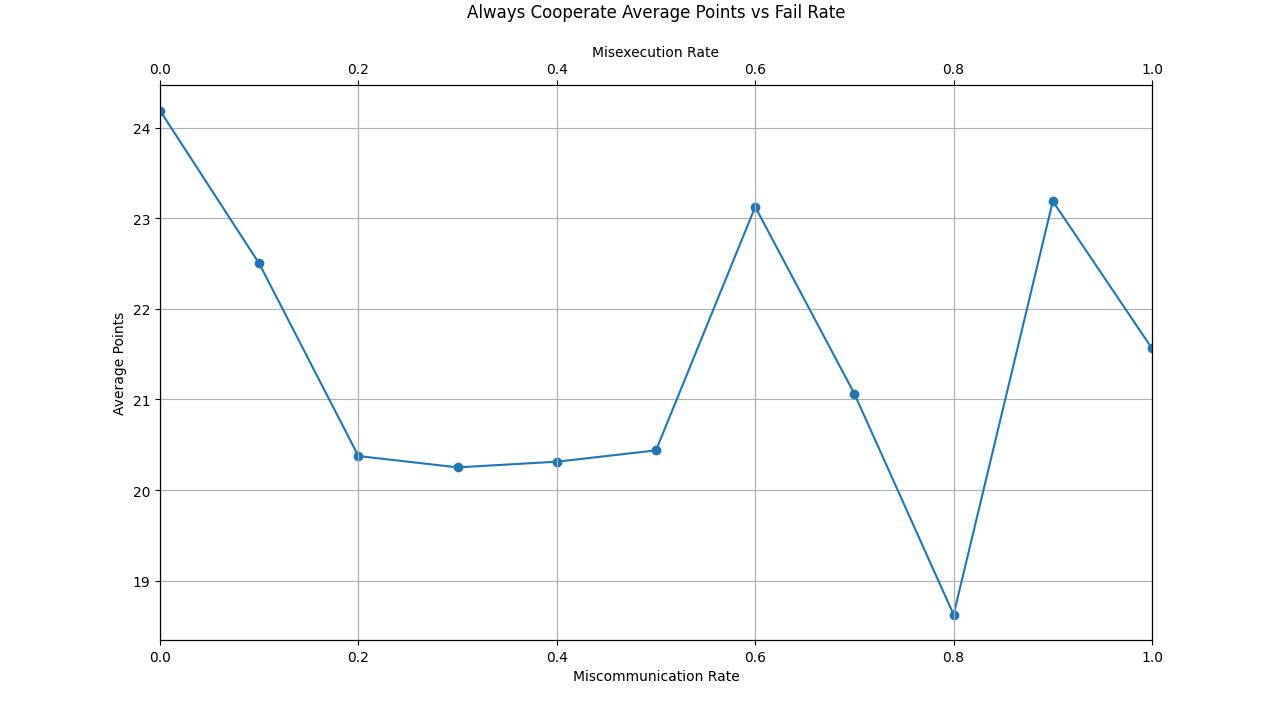 Always Cooperate Average Points vs Fail Rate
Misexecution Rate
0.0 0.2 0.4 0.6 0.8 1.0
24
23
22
21
20
19
Average Points
0.0 0.2 0.4 0.6 0.8 1.0
Miscommunication Rate